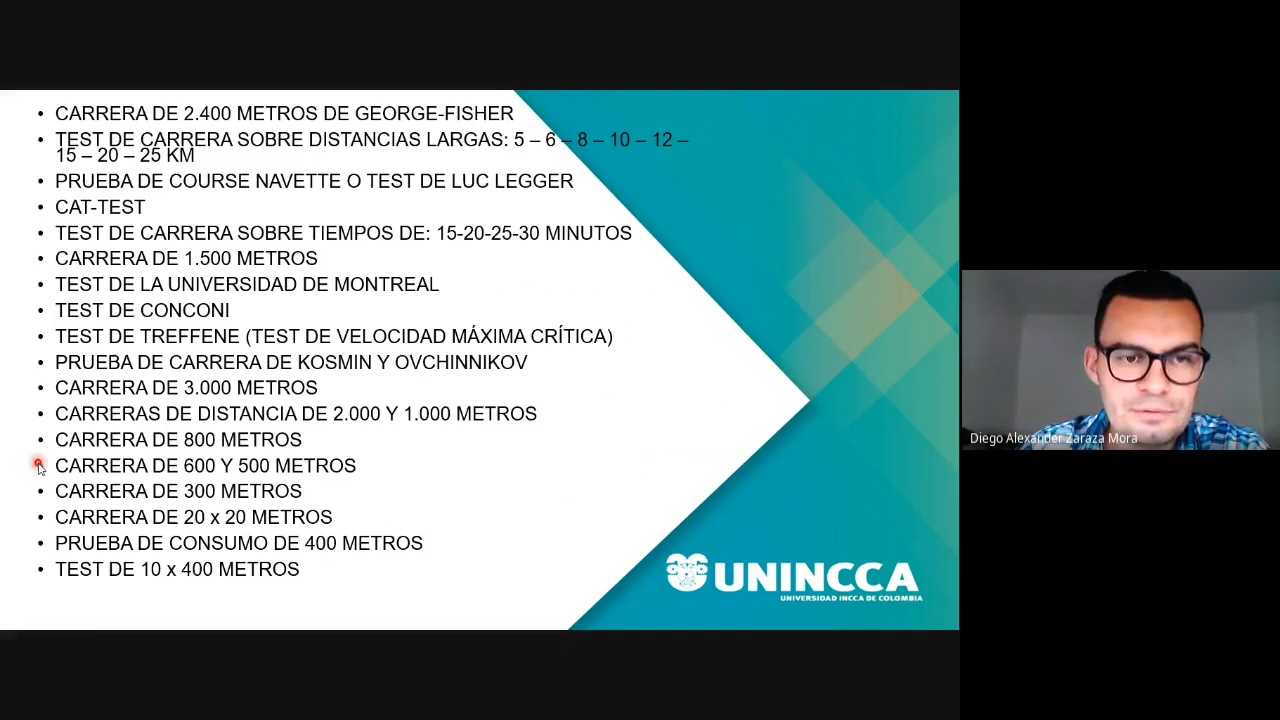 • CARRERA DE 2.400 METROS DE GEORGE-FISHER
• TEST DE CARRERA SOBRE DISTANCIAS LARGAS: 5 – 6 – 8 – 10 – 12 –
15 – 20 – 25 KM
• PRUEBA DE COURSE NAVETTE O TEST DE LUC LEGGER
• CAT-TEST
• TEST DE CARRERA SOBRE TIEMPOS DE: 15-20-25-30 MINUTOS
• CARRERA DE 1.500 METROS
• TEST DE LA UNIVERSIDAD DE MONTREAL
• TEST DE CONCONI
• TEST DE TREFFENE (TEST DE VELOCIDAD MÁXIMA CRÍTICA)
• PRUEBA DE CARRERA DE KOSMIN Y OVCHINNIKOV
• CARRERA DE 3.000 METROS
• CARRERAS DE DISTANCIA DE 2.000 Y 1.000 METROS
• CARRERA DE 800 METROS
• CARRERA DE 600 Y 500 METROS
• CARRERA DE 300 METROS
• CARRERA DE 20 x 20 METROS
• PRUEBA DE CONSUMO DE 400 METROS
• TEST DE 10 x 400 METROS
UNINCCA
UNIVERSIDAD INCCA DE COLOMBIA
Diego Alexander Zaraza Mora